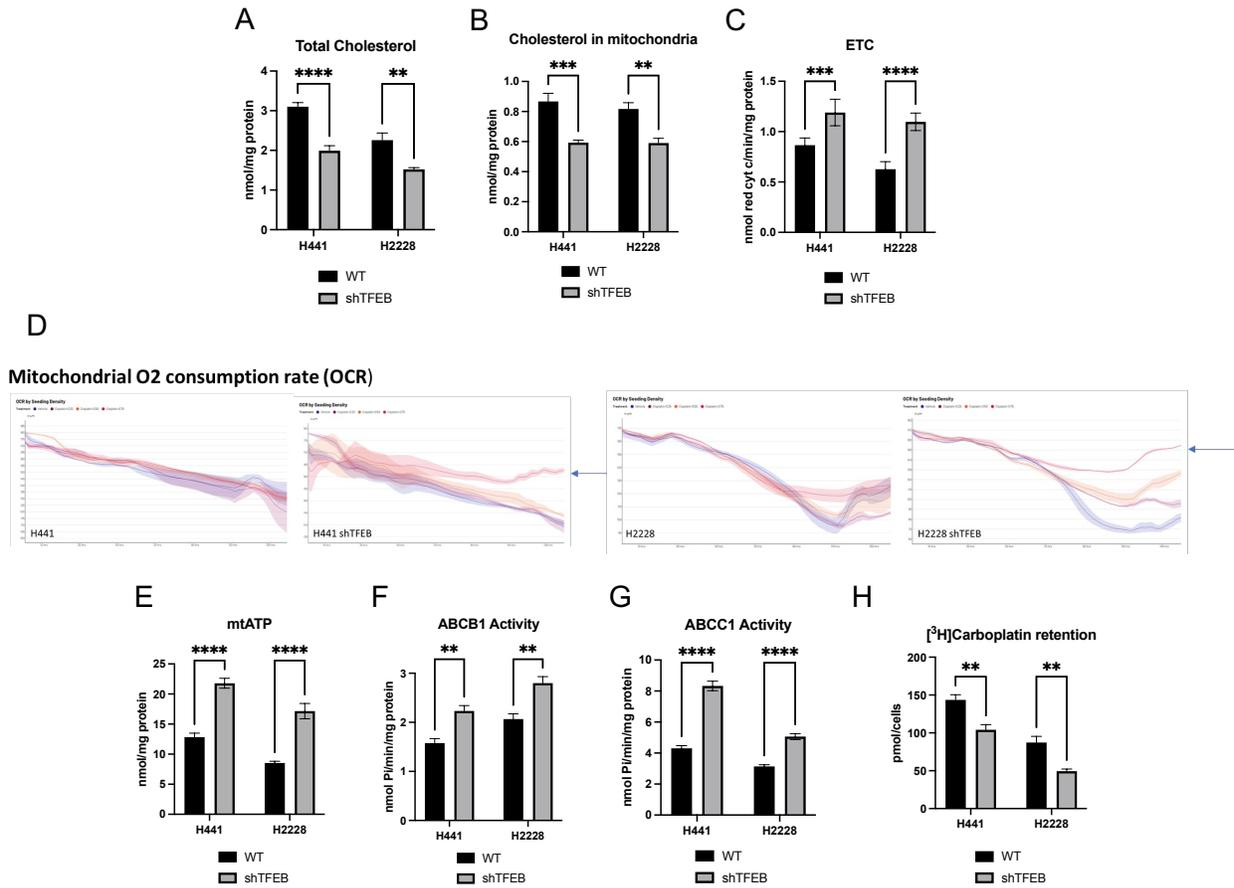 A
B
C
Total Cholesterol
Cholesterol in mitochondria
ETC
nmol/mg protein
4
3
2
1
0
****
**
H441
H2228
WT
shTFEB
nmol/mg protein
1.0
0.8
0.6
0.4
0.2
0.0
***
**
H441
H2228
WT
shTFEB
nmol red cyt c/min/mg protein
1.5
1.0
0.5
0.0
***
****
H441
H2228
WT
shTFEB
D
Mitochondrial O2 consumption rate (OCR)
OCR by Seeding Density
H441
OCR by Seeding Density
H441 shTFEB
OCR by Seeding Density
H2228
OCR by Seeding Density
H2228 shTFEB
E
F
G
H
mtATP
nmol/mg protein
25
20
15
10
5
0
****
****
H441
H2228
WT
shTFEB
ABCB1 Activity
nmol Pi/min/mg protein
3
2
1
0
**
**
H441
H2228
WT
shTFEB
ABCC1 Activity
nmol Pi/min/mg protein
10
8
6
4
2
0
****
****
H441
H2228
WT
shTFEB
[³H]Carboplatin retention
pmol/cells
200
150
100
50
0
**
**
H441
H2228
WT
shTFEB